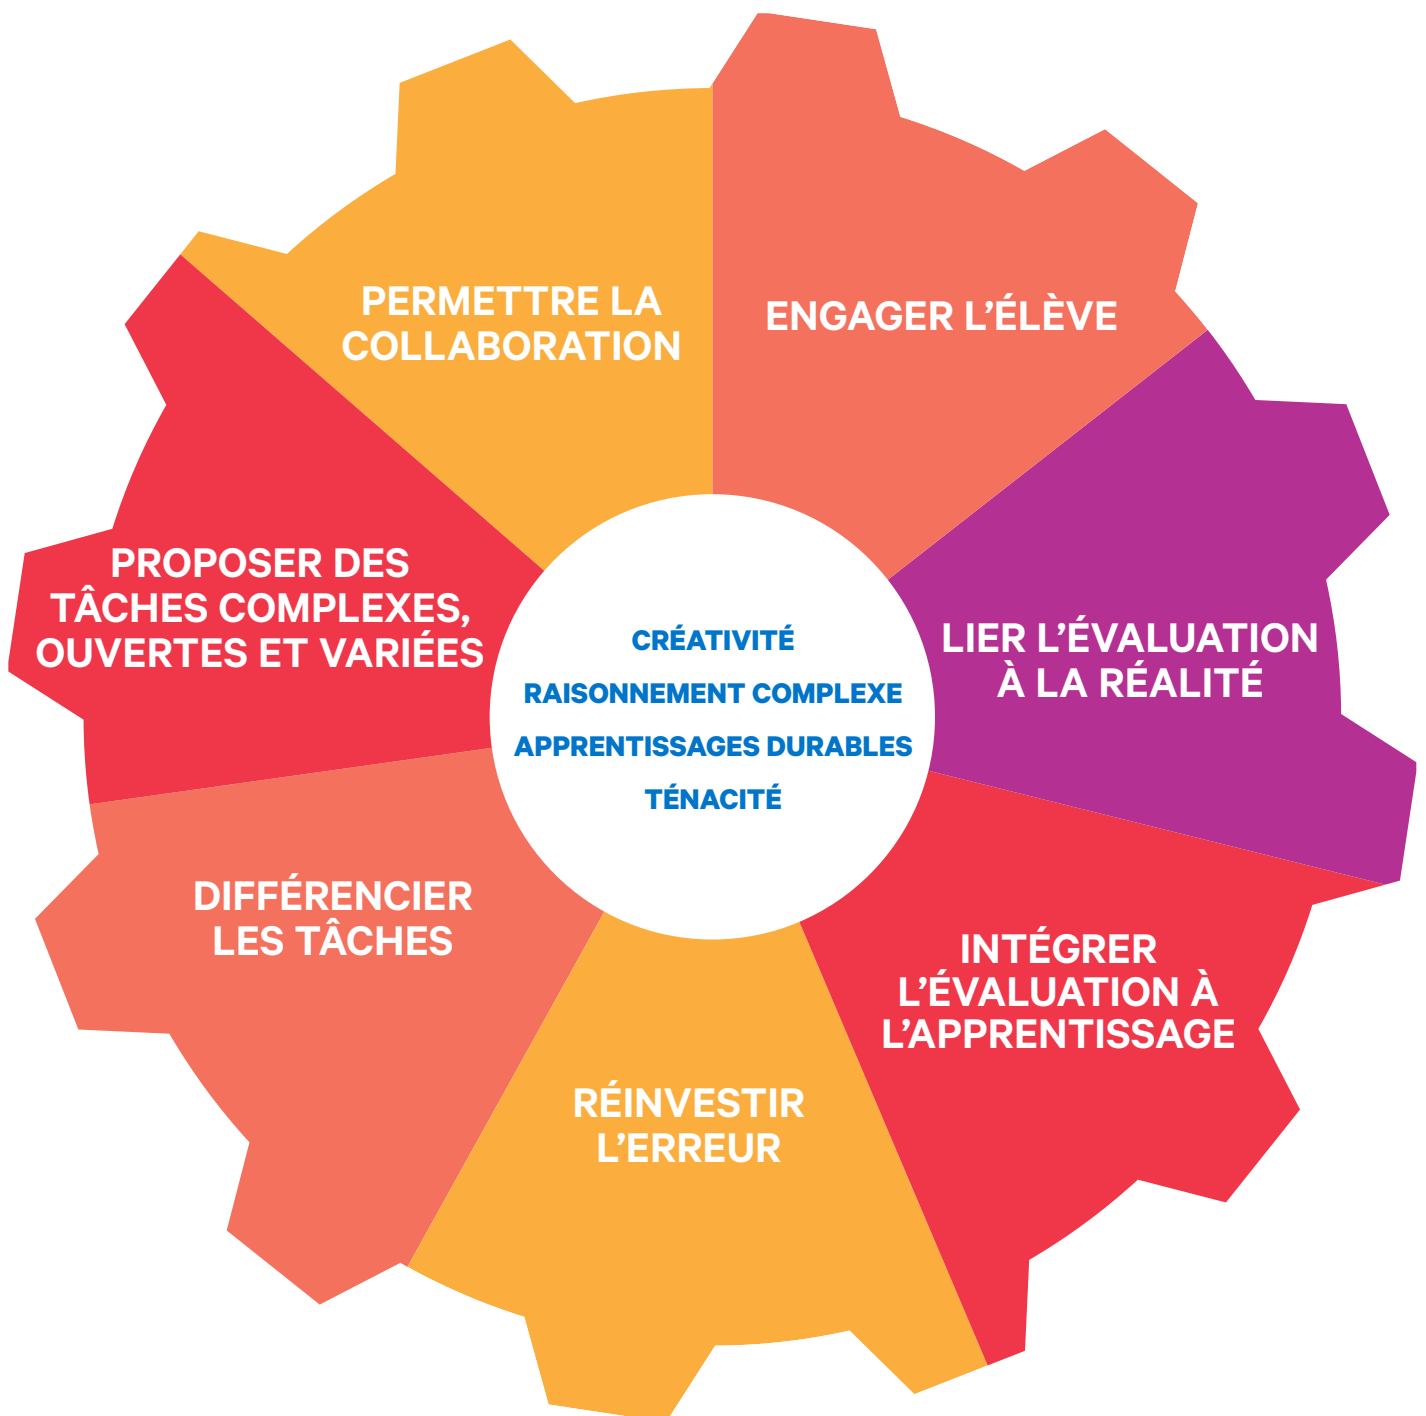 PERMETTRE LA
COLLABORATION
ENGAGER L’ÉLÈVE
PROPOSER DES
TÂCHES COMPLEXES,
OUVERTES ET VARIÉES
CRÉATIVITÉ
RAISONNEMENT COMPLEXE
APPRENTISSAGES DURABLES
TÉNACITÉ
LIER L’ÉVALUATION
À LA RÉALITÉ
DIFFÉRENCIER
LES TÂCHES
INTÉGRER
L’ÉVALUATION À
L’APPRENTISSAGE
RÉINVESTIR
L’ERREUR